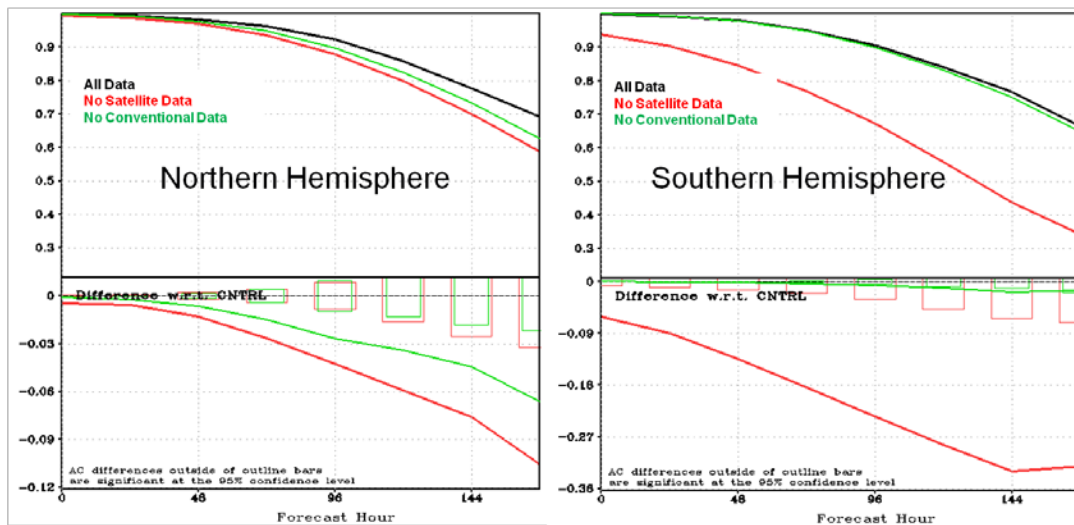 0.9
0.8
0.7
0.6
0.5
0.4
0.3
All Data
No Satellite Data
No Conventional Data
Northern Hemisphere
0
-0.03
-0.06
-0.09
-0.12
Difference w.r.t. CNTRL
AC differences outside of outline bars
are significant at the 95% confidence level
0 48 96 144
Forecast Hour
0.9
0.8
0.7
0.6
0.5
0.4
0.3
All Data
No Satellite Data
No Conventional Data
Southern Hemisphere
0
-0.09
-0.18
-0.27
-0.36
Difference w.r.t. CNTRL
AC differences outside of outline bars
are significant at the 95% confidence level
0 48 96 144
Forecast Hour